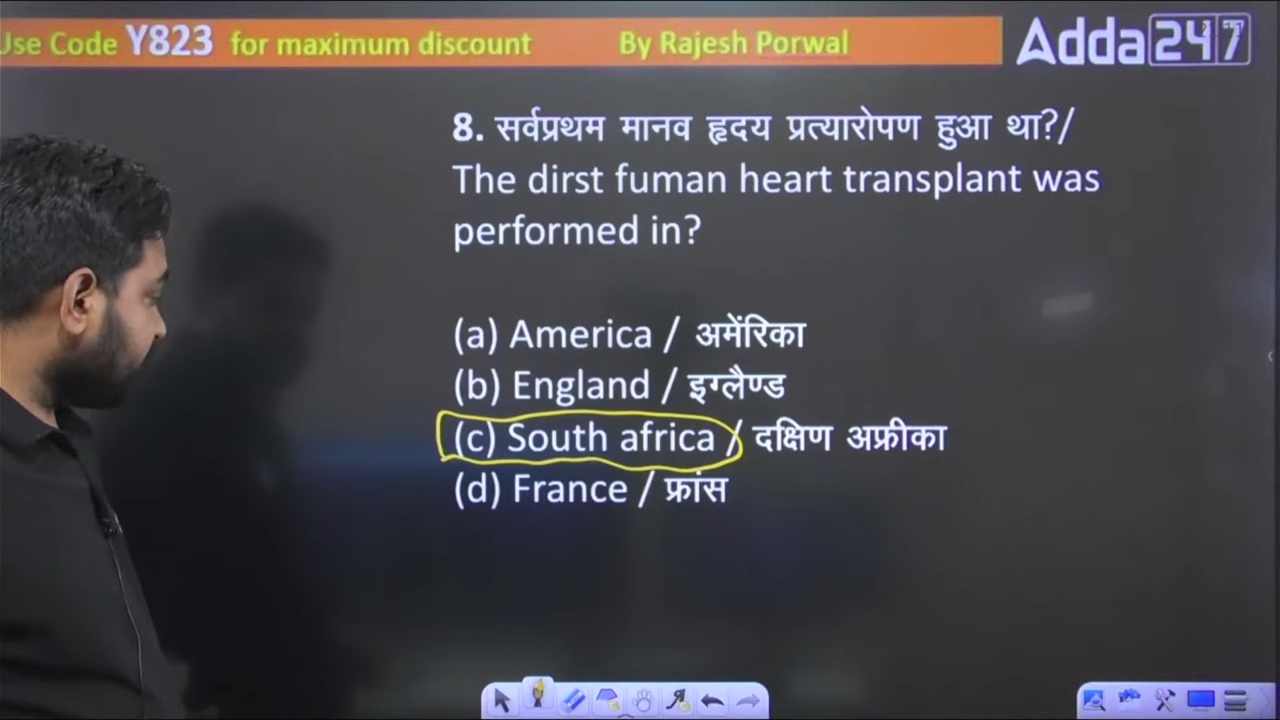 Use Code Y823 for maximum discount By Rajesh Porwal
Adda247
8. सर्वप्रथम मानव हृदय प्रत्यारोपण हुआ था?/
The dirst fuman heart transplant was
performed in?
(a) America / अमेंरिका
(b) England / इग्लैण्ड
(c) South africa / दक्षिण अफ्रीका
(d) France / फ्रांस